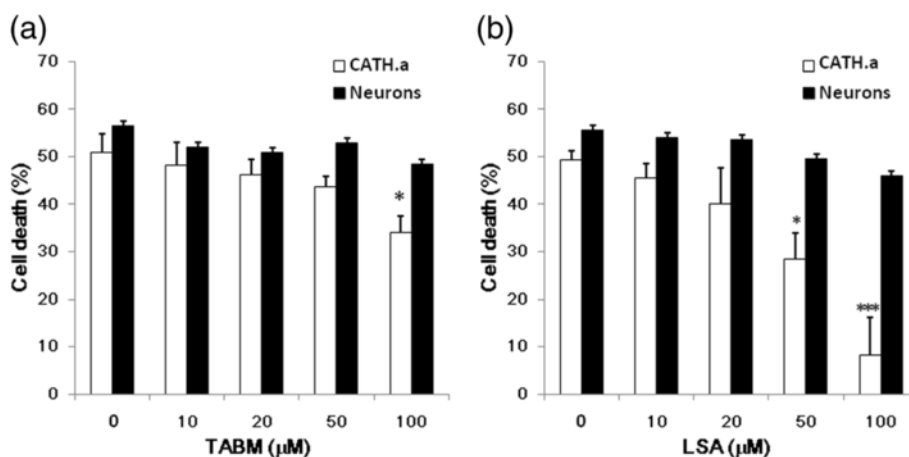 (a)
70
60
50
40
30
20
10
0
Cell death (%)
CATH.a
Neurons
*
0 10 20 50 100
TABM (μM)
(b)
70
60
50
40
30
20
10
0
Cell death (%)
CATH.a
Neurons
*
***
0 10 20 50 100
LSA (μM)